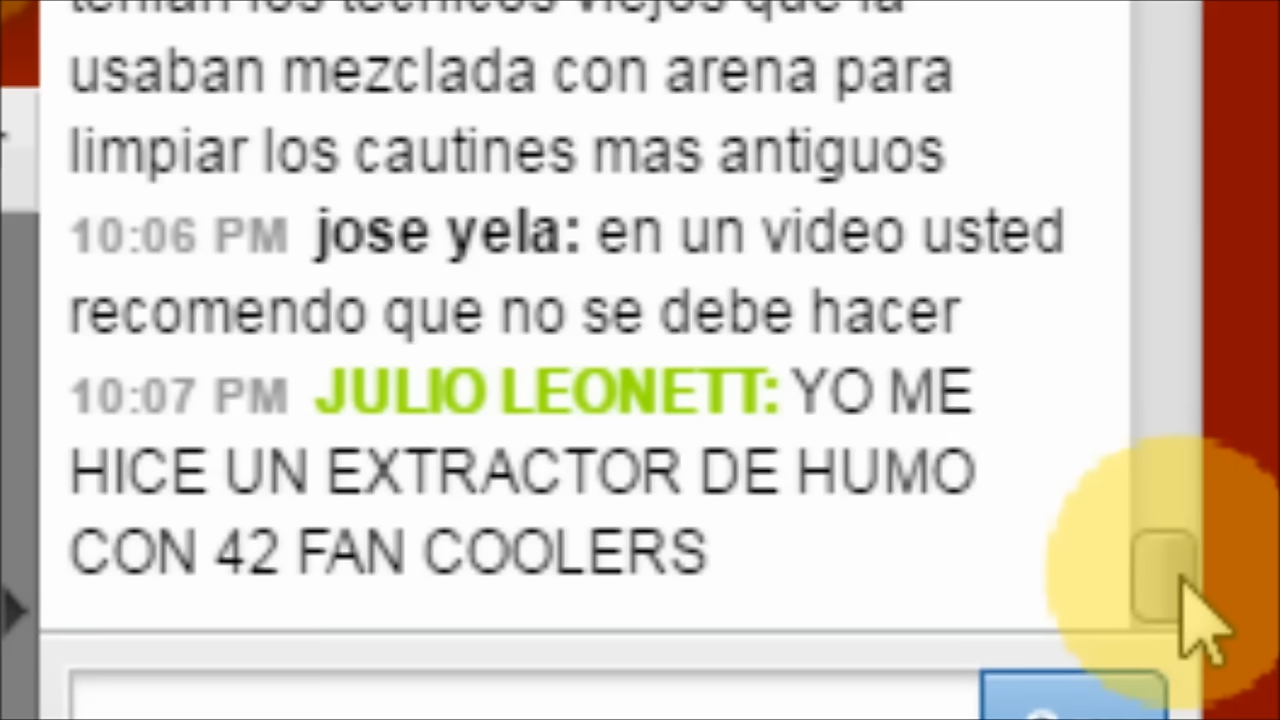 tenian los tecnicos viejos que la
usaban mezclada con arena para
limpiar los cautines mas antiguos
10:06 PM jose yela: en un video usted
recomendo que no se debe hacer
10:07 PM JULIO LEONETT: YO ME
HICE UN EXTRACTOR DE HUMO
CON 42 FAN COOLERS